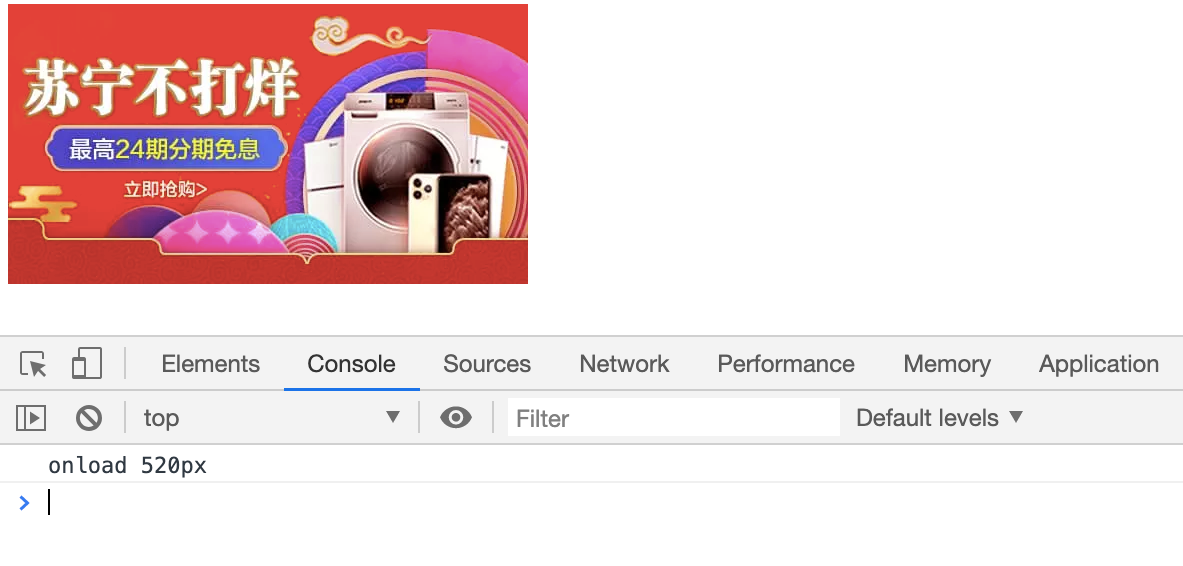 苏宁不打烊
最高24期分期免息
立即抢购>
Elements Console Sources Network Performance Memory Application
top ▼ Filter Default levels ▼
onload 520px
>